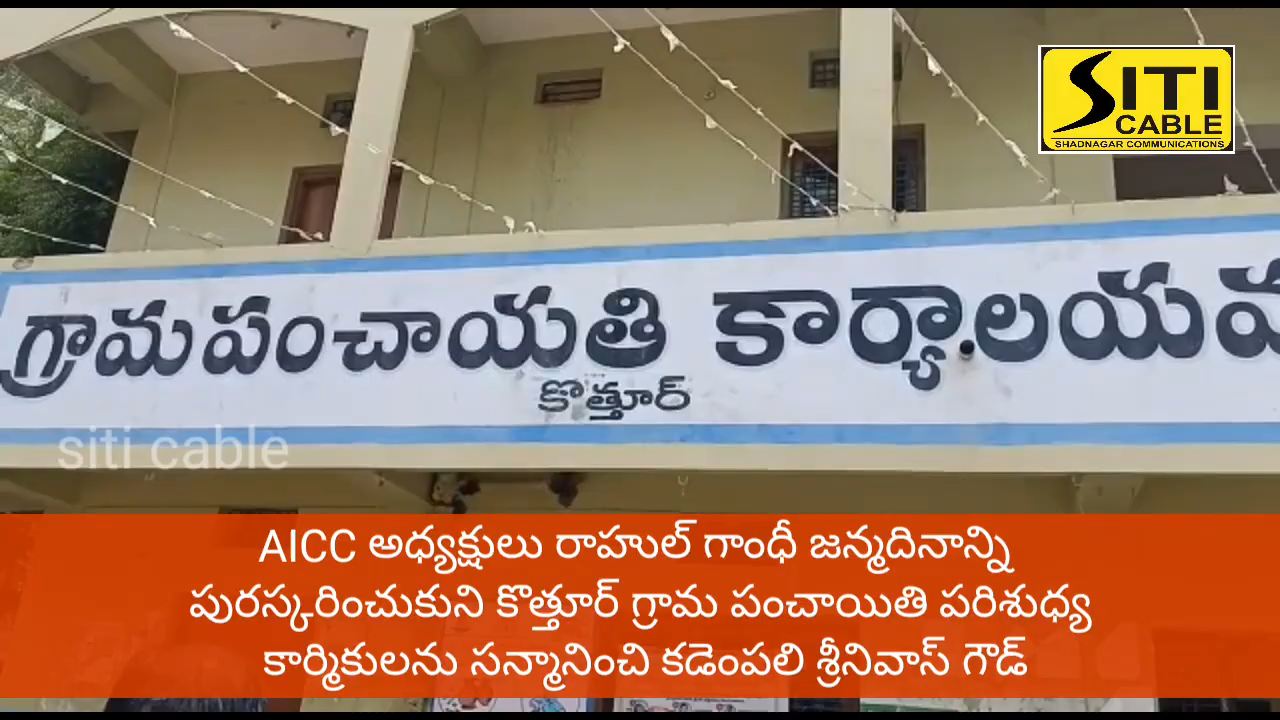 SITI
CABLE
SHADNAGAR COMMUNICATIONS
గ్రామపంచాయతి కార్యాలయ
కొత్తూర్
siti cable
AICC అధ్యక్షులు రాహుల్ గాంధీ జన్మదినాన్ని
పురస్కరించుకుని కొత్తూర్ గ్రామ పంచాయితి పరిశుధ్య
కార్మికులను సన్మానించి కడెంపలి శ్రీనివాస్ గౌడ్